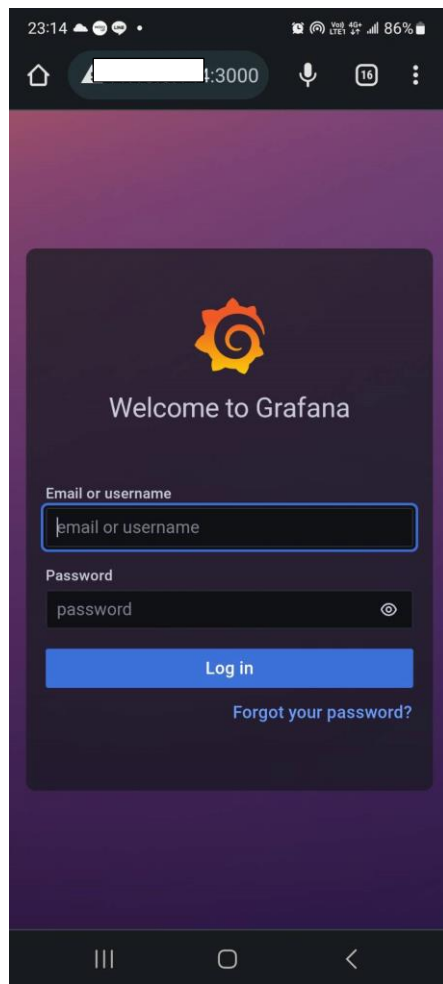 23:14 86%
:3000 16
Welcome to Grafana
Email or username
email or username
Password
password
Log in
Forgot your password?